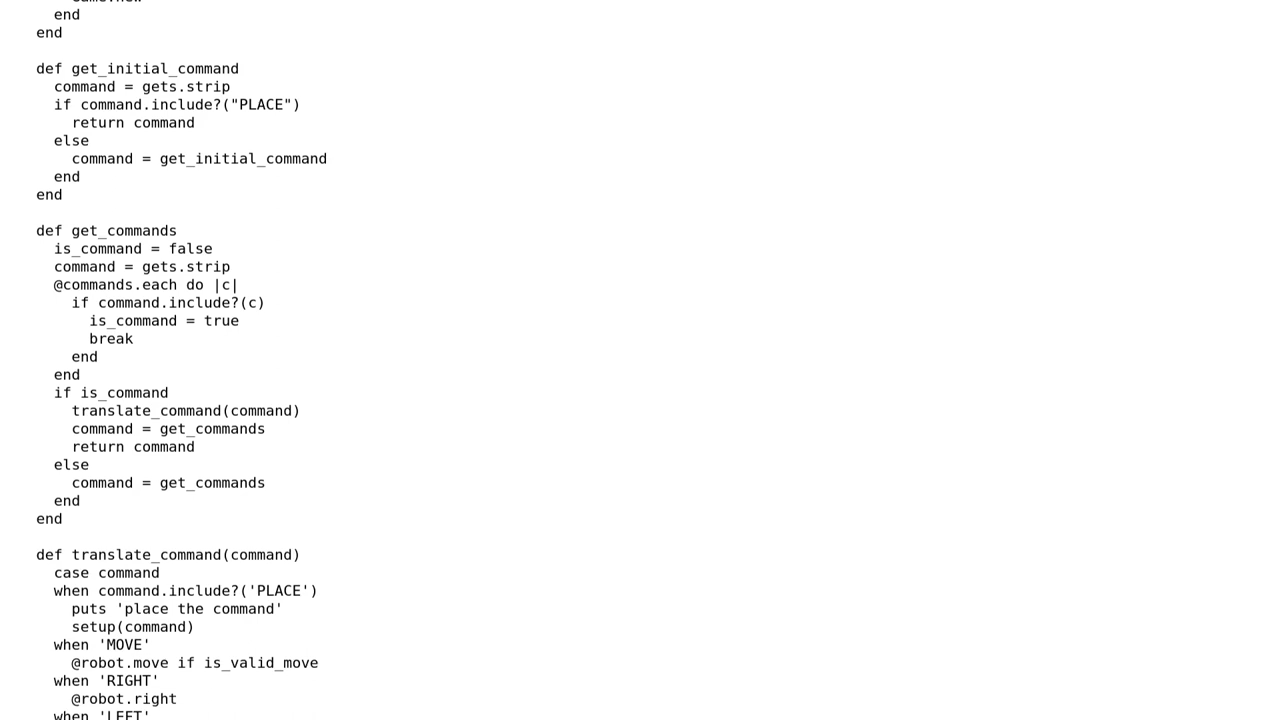 end
end
def get_initial_command
command = gets.strip
if command.include?("PLACE")
return command
else
command = get_initial_command
end
end
def get_commands
is_command = false
command = gets.strip
@commands.each do |c|
if command.include?(c)
is_command = true
break
end
end
if is_command
translate_command(command)
command = get_commands
return command
else
command = get_commands
end
end
def translate_command(command)
case command
when command.include?('PLACE')
puts 'place the command'
setup(command)
when 'MOVE'
@robot.move if is_valid_move
when 'RIGHT'
@robot.right
when 'LEFT'